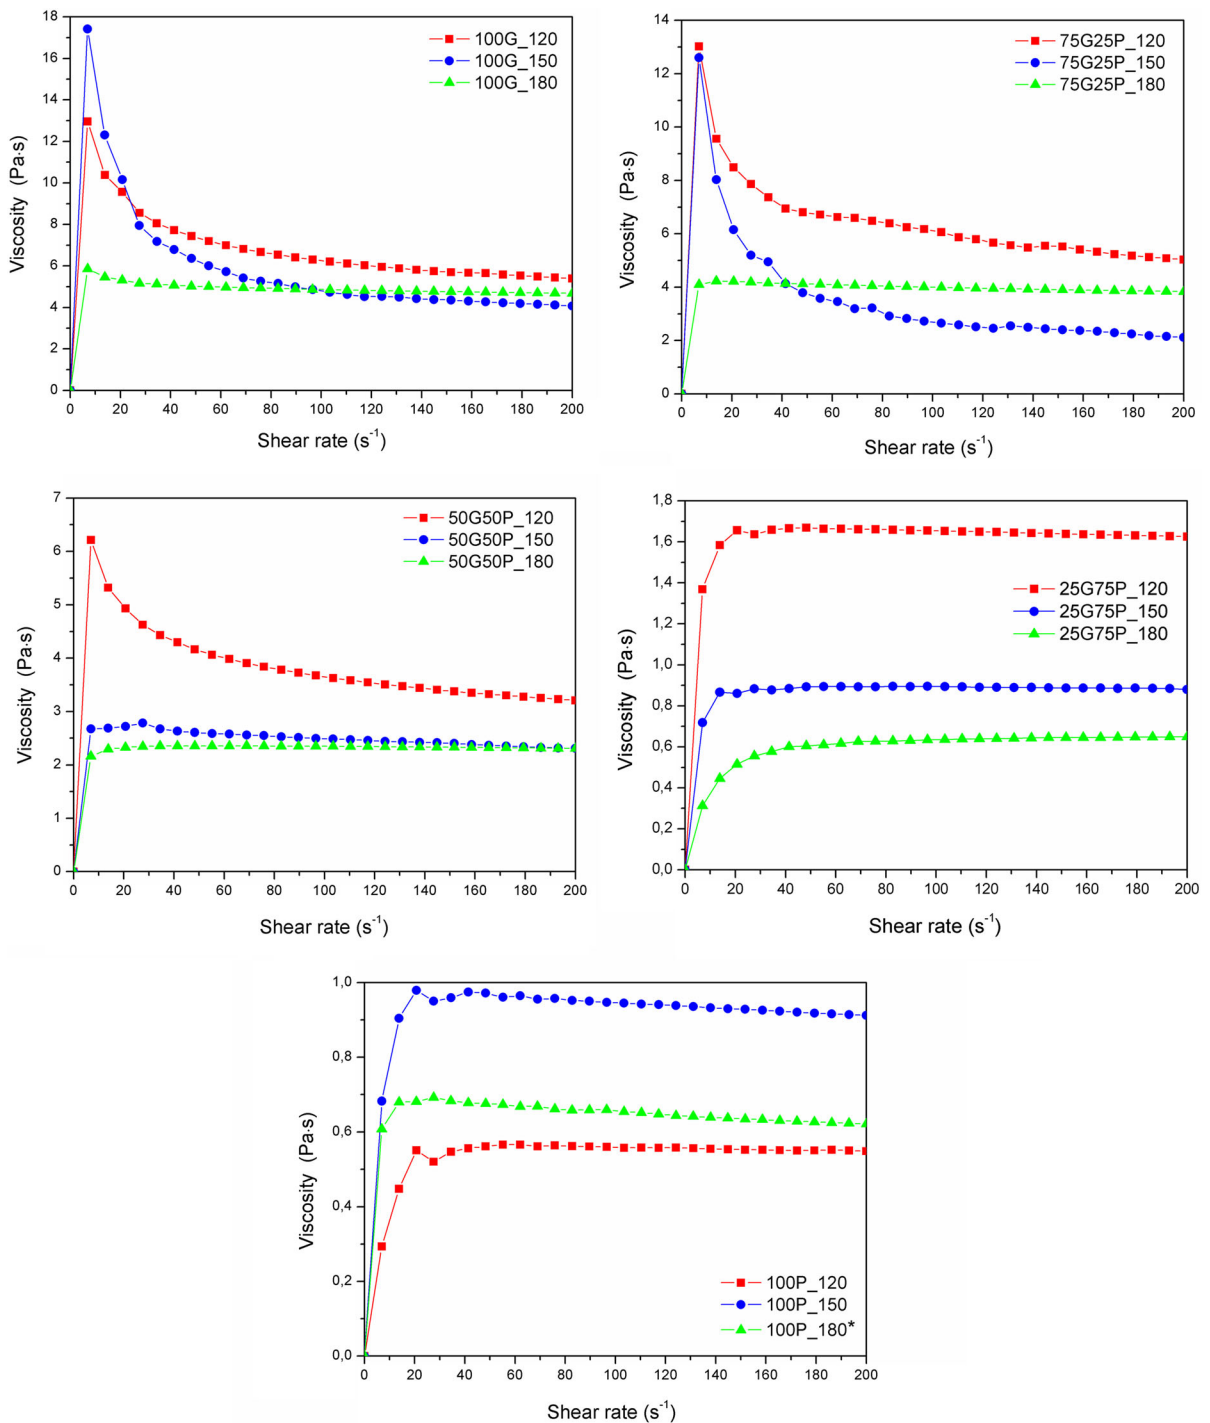 18
16
14
12
10
8
6
4
2
0
Viscosity (Pa·s)
100G_120
100G_150
100G_180
0 20 40 60 80 100 120 140 160 180 200
Shear rate (s⁻¹)
14
12
10
8
6
4
2
0
Viscosity (Pa·s)
75G25P_120
75G25P_150
75G25P_180
0 20 40 60 80 100 120 140 160 180 200
Shear rate (s⁻¹)
7
6
5
4
3
2
1
0
Viscosity (Pa·s)
50G50P_120
50G50P_150
50G50P_180
0 20 40 60 80 100 120 140 160 180 200
Shear rate (s⁻¹)
1,8
1,6
1,4
1,2
1,0
0,8
0,6
0,4
0,2
0,0
Viscosity (Pa·s)
25G75P_120
25G75P_150
25G75P_180
0 20 40 60 80 100 120 140 160 180 200
Shear rate (s⁻¹)
1,0
0,8
0,6
0,4
0,2
0,0
Viscosity (Pa·s)
100P_120
100P_150
100P_180*
0 20 40 60 80 100 120 140 160 180 200
Shear rate (s⁻¹)